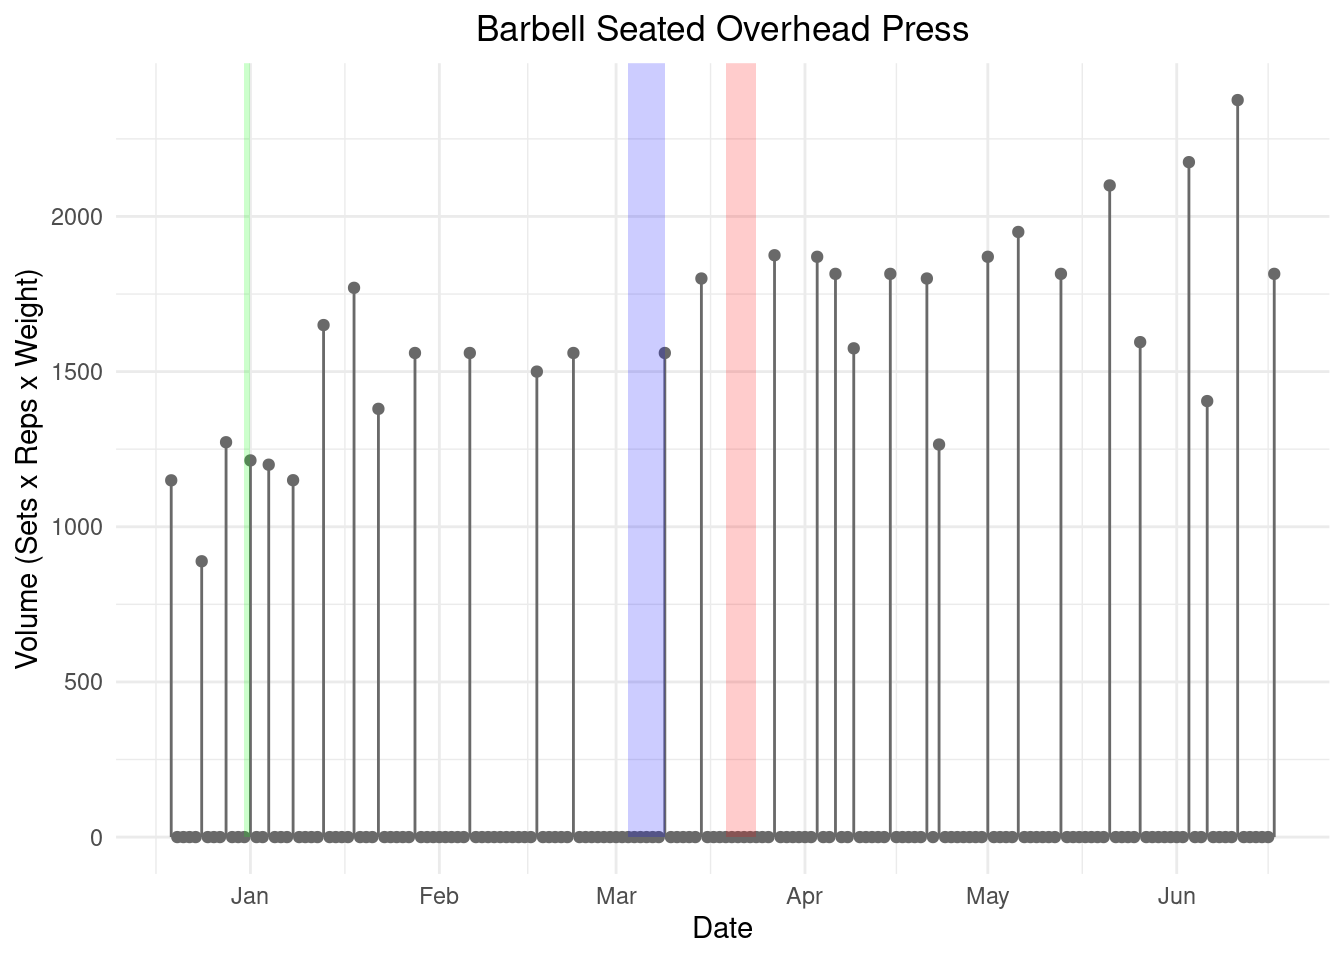 Barbell Seated Overhead Press
Volume (Sets x Reps x Weight)
2000
1500
1000
500
0
Jan Feb Mar Apr May Jun
Date